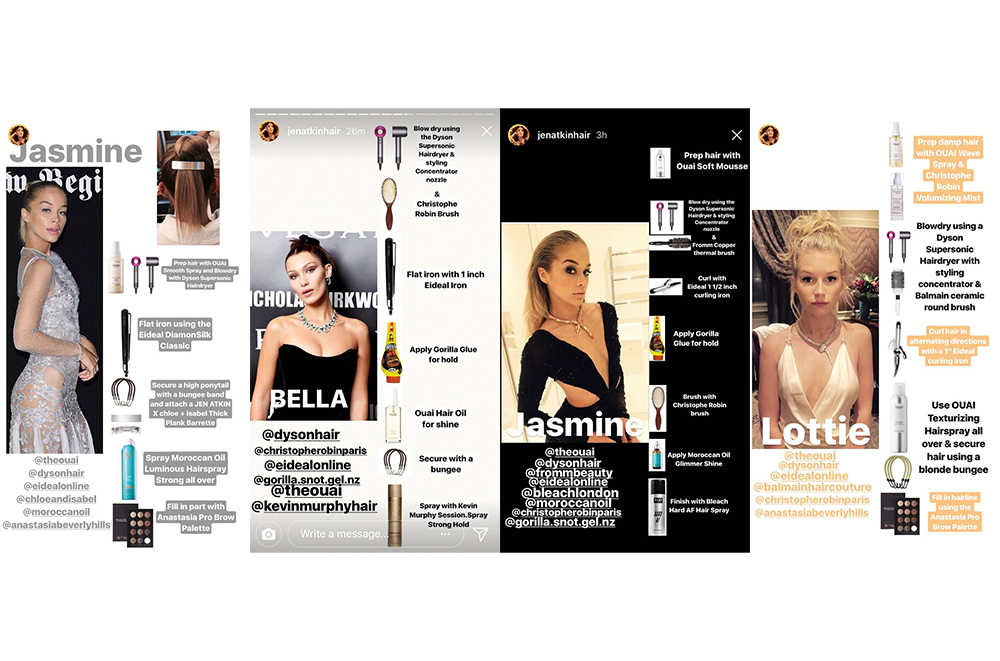 Jasmine
w Begi
Prep hair with OUAI
Smooth Spray and Blowdry
with Dyson Supersonic
Hairdryer
Flat iron using the
Eideal DamonSilk
Classic
Secure a high ponytail
with a bungee band
and attach a JEN ATKIN
X chloe + isabel Thick
Plank Barrette
Spray Moroccan Oil
Luminous Hairspray
Strong all over
Fill in part with
Anastasia Pro Brow
Palette
@theouai
@dysonhair
@eidealonline
@chloeandisabel
@moroccanoil
@anastasiabeverlyhills
jenatkinhair 26m
Blow dry using
the Dyson
Supersonic
Hairdryer &
styling
Concentrator
nozzle
&
Christophe
Robin Brush
VEGAN
NICHOLA KIRKWO
Flat iron with 1 inch
Eideal Iron
Apply Gorilla Glue
for hold
BELLA
Ouai Hair Oil
for shine
Secure with a
bungee
Spray with Kevin
Murphy Session.Spray
Strong Hold
@dysonhair
@christopherobinparis
@eidealonline
@gorilla.snot.gel.nz
@theouai
@kevinmurphyhair
Write a message...
jenatkinhair 3h
Prep hair with
Ouai Soft Mousse
Blow dry using the
Dyson Supersonic
Hairdryer & styling
Concentrator
nozzle
&
Fromm Copper
thermal brush
Curl with
Eideal 1 1/2 inch
curling iron
Apply Gorilla
Glue for hold
Brush with
Christophe Robin
brush
Jasmine
Apply Moroccan Oil
Glimmer Shine
Finish with Bleach
Hard AF Hair Spray
@theouai
@dysonhair
@frommbeauty
@eidealonline
@bleachlondon
@moroccanoil
@christopherobinparis
@gorilla.snot.gel.nz
Prep damp hair
with OUAI Wave
Spray &
Christophe
Robin
Volumizing Mist
Blowdry using a
Dyson
Supersonic
Hairdryer with
styling
concentrator &
Balmain ceramic
round brush
Curl hair in
alternating directions
with a 1" Eideal
curling iron
Use OUAI
Texturizing
Hairspray all
over & secure
hair using a
blonde bungee
Fill in hairline
using the
Anastasia Pro
Brow Palette
Lottie
@theouai
@dysonhair
@eidealonline
@balmainhaircouture
@christopherobinparis
@anastasiabeverlyhills